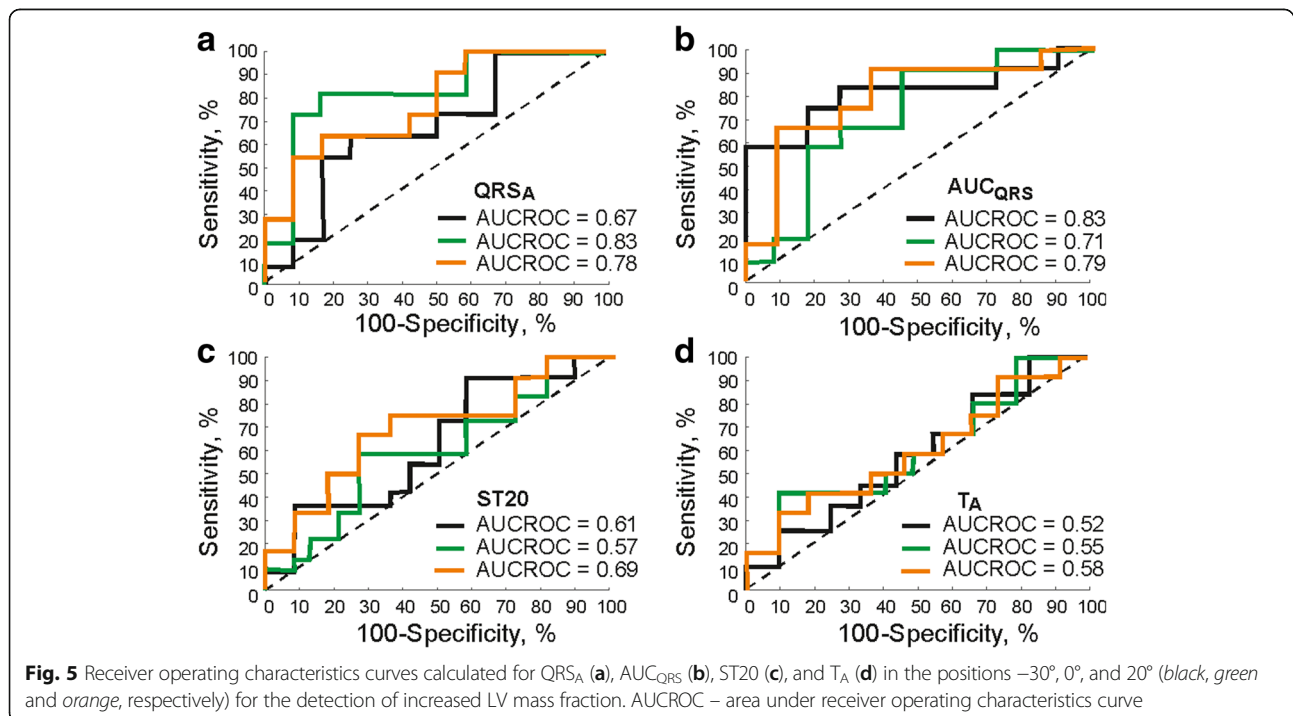 a
100
90
80
70
60
50
40
30
20
10
0
Sensitivity, %
QRSA
AUCROC = 0.67
AUCROC = 0.83
AUCROC = 0.78
0 10 20 30 40 50 60 70 80 90 100
100-Specificity, %
b
100
90
80
70
60
50
40
30
20
10
0
Sensitivity, %
AUCQRS
AUCROC = 0.83
AUCROC = 0.71
AUCROC = 0.79
0 10 20 30 40 50 60 70 80 90 100
100-Specificity, %
c
100
90
80
70
60
50
40
30
20
10
0
Sensitivity, %
ST20
AUCROC = 0.61
AUCROC = 0.57
AUCROC = 0.69
0 10 20 30 40 50 60 70 80 90 100
100-Specificity, %
d
100
90
80
70
60
50
40
30
20
10
0
Sensitivity, %
TA
AUCROC = 0.52
AUCROC = 0.55
AUCROC = 0.58
0 10 20 30 40 50 60 70 80 90 100
100-Specificity, %
Fig. 5 Receiver operating characteristics curves calculated for QRSA (a), AUCQRS (b), ST20 (c), and TA (d) in the positions −30°, 0°, and 20° (black, green
and orange, respectively) for the detection of increased LV mass fraction. AUCROC – area under receiver operating characteristics curve